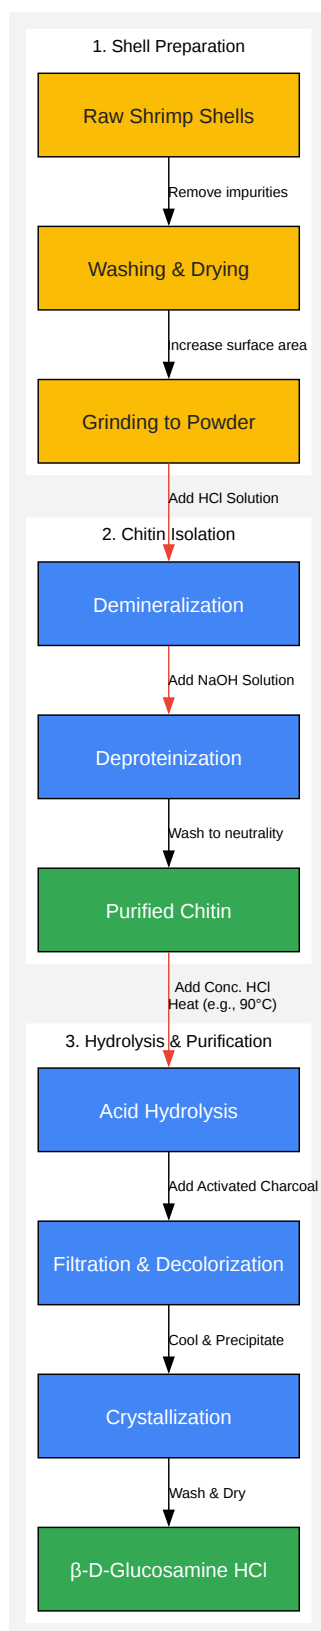 1. Shell Preparation
Raw Shrimp Shells
Remove impurities
Washing & Drying
Increase surface area
Grinding to Powder
Add HCl Solution
2. Chitin Isolation
Demineralization
Add NaOH Solution
Deproteinization
Wash to neutrality
Purified Chitin
Add Conc. HCl
Heat (e.g., 90°C)
3. Hydrolysis & Purification
Acid Hydrolysis
Add Activated Charcoal
Filtration & Decolorization
Cool & Precipitate
Crystallization
Wash & Dry
β-D-Glucosamine HCl